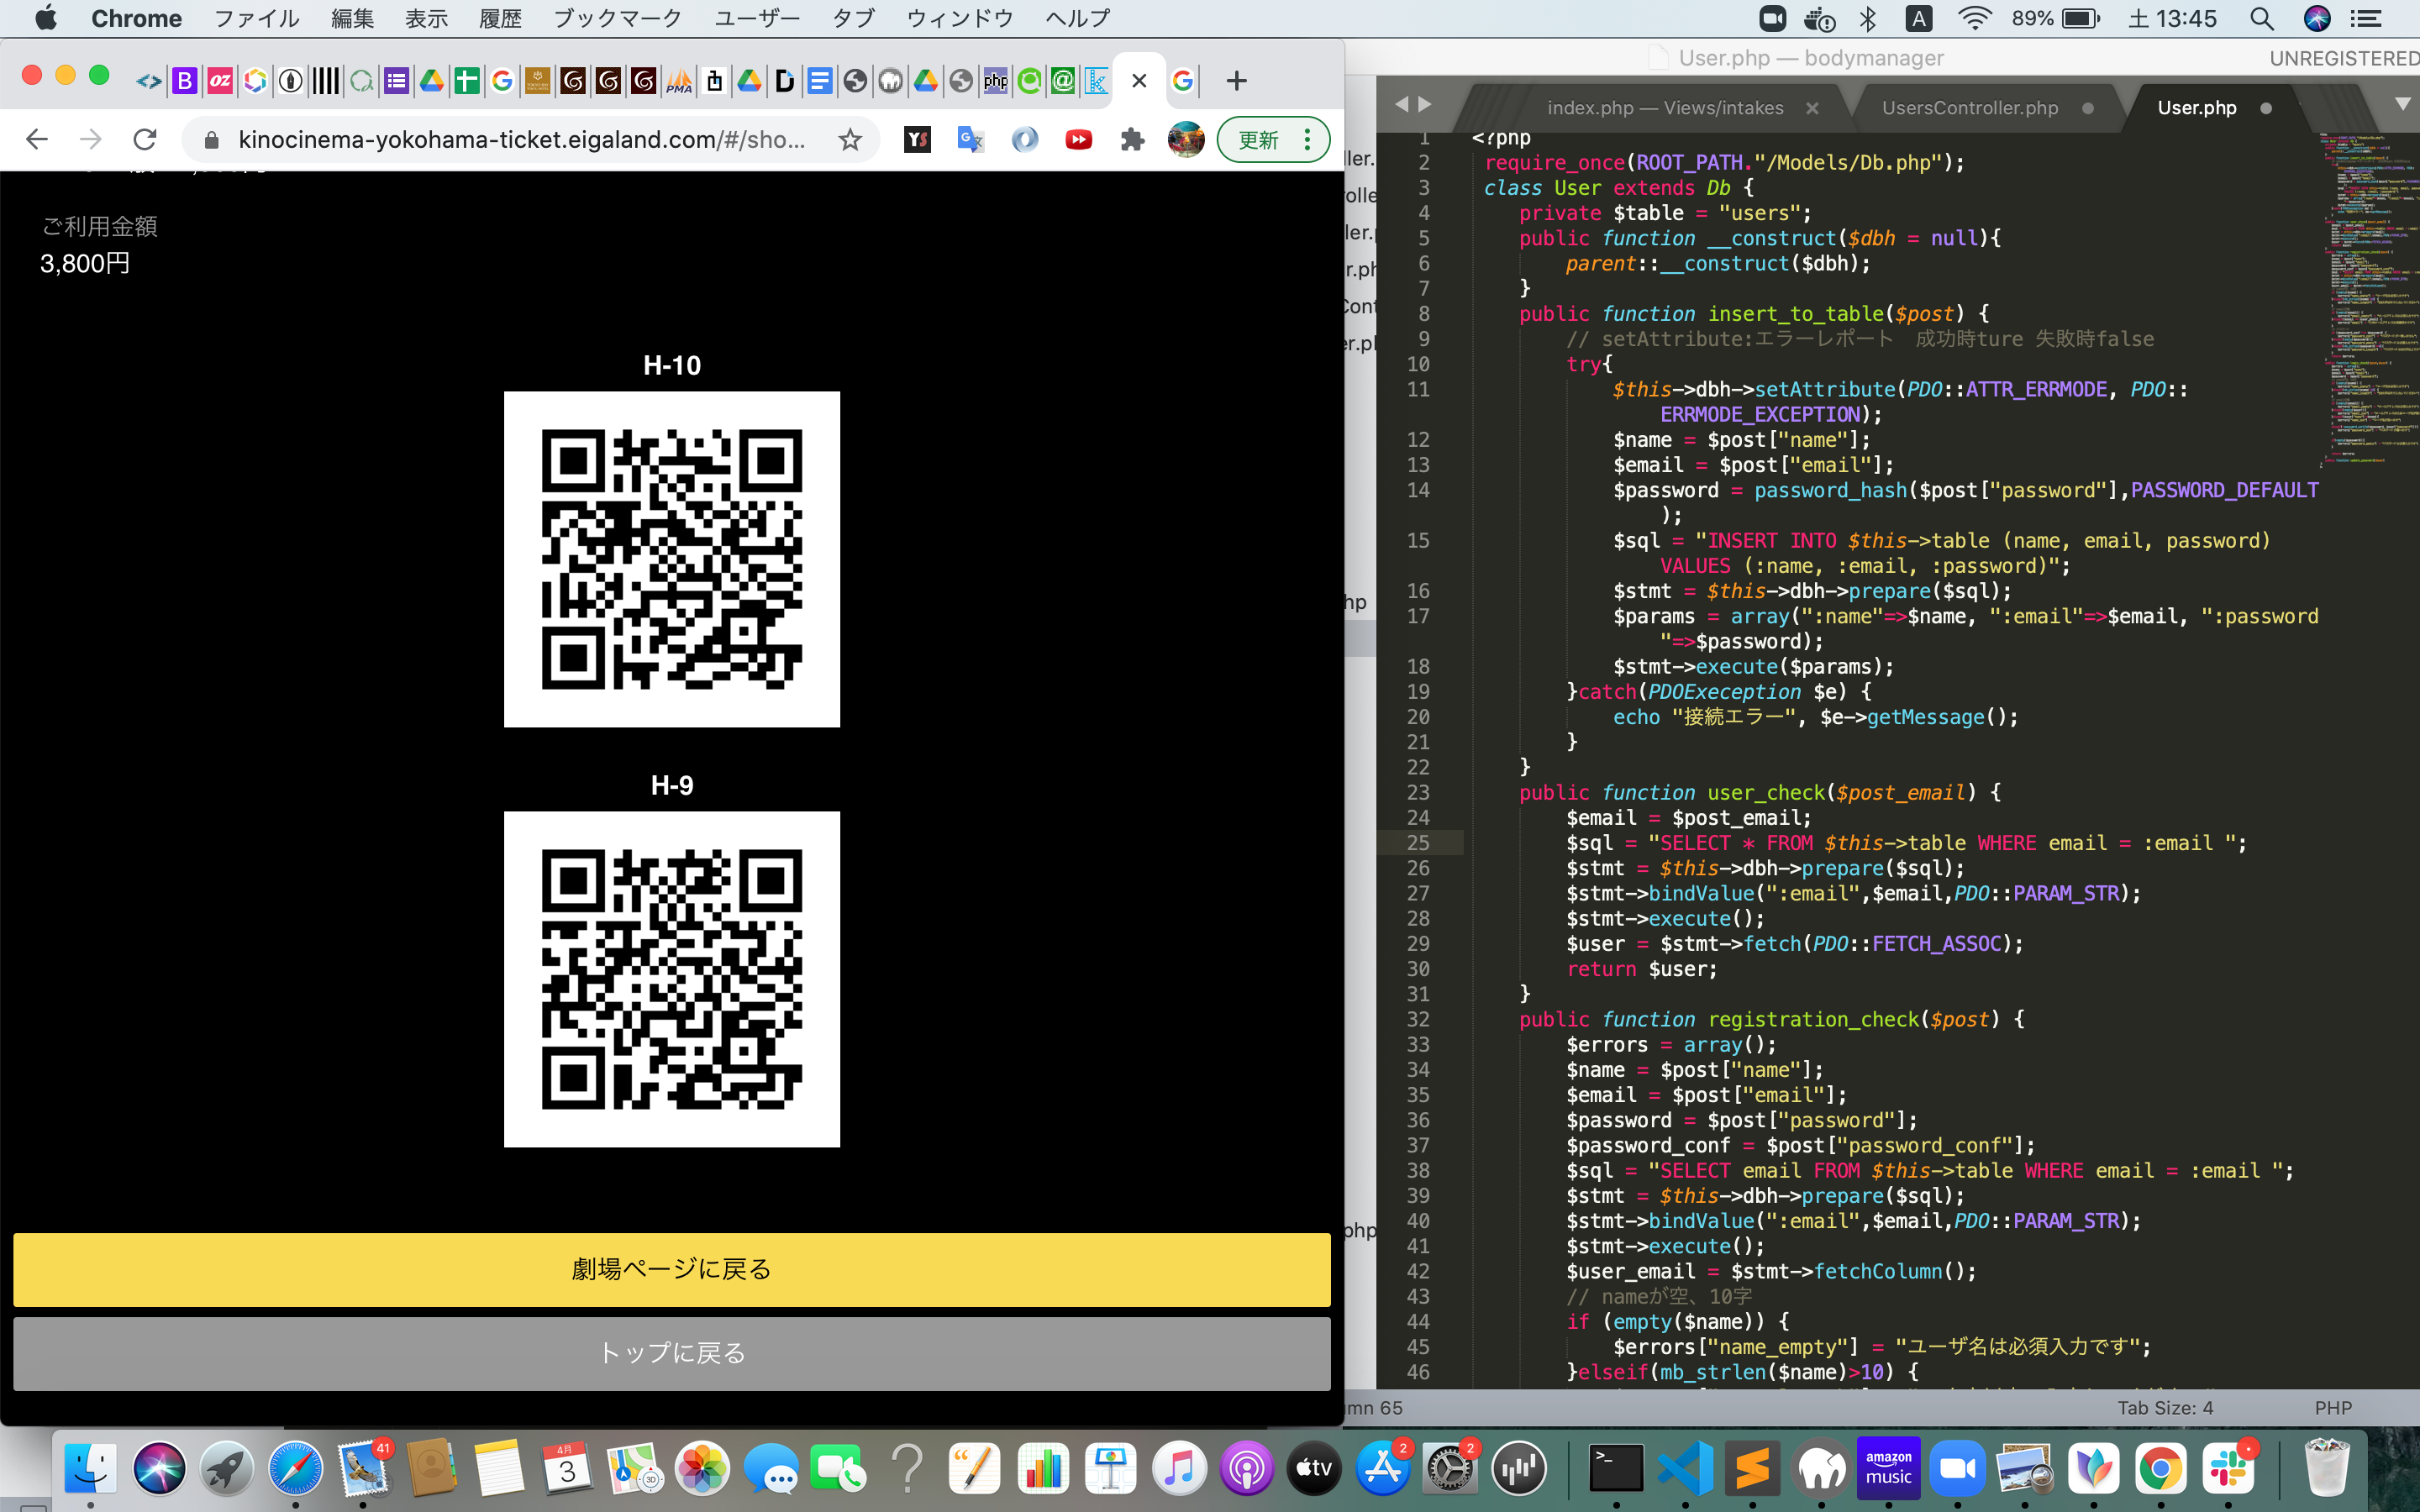 Chrome ファイル 編集 表示 履歴 ブックマーク ユーザー タブ ウィンドウ ヘルプ
A 89% 土 13:45
kinocinema-yokohama-ticket.eigaland.com/#/sho...
更新
ご利用金額
3,800円
H-10
H-9
劇場ページに戻る
トップに戻る
User.php — bodymanager
UNREGISTERED
index.php — Views/intakes
UsersController.php
User.php
1 <?php
2 require_once(ROOT_PATH."/Models/Db.php");
3 class User extends Db {
4 private $table = "users";
5 public function __construct($dbh = null){
6 parent::__construct($dbh);
7 }
8 public function insert_to_table($post) {
9 // setAttribute:エラーレポート　成功時ture 失敗時false
10 try{
11 $this->dbh->setAttribute(PDO::ATTR_ERRMODE, PDO::
ERRMODE_EXCEPTION);
12 $name = $post["name"];
13 $email = $post["email"];
14 $password = password_hash($post["password"],PASSWORD_DEFAULT
);
15 $sql = "INSERT INTO $this->table (name, email, password)
VALUES (:name, :email, :password)";
16 $stmt = $this->dbh->prepare($sql);
17 $params = array(":name"=>$name, ":email"=>$email, ":password
"=>$password);
18 $stmt->execute($params);
19 }catch(PDOExeception $e) {
20 echo "接続エラー", $e->getMessage();
21 }
22 }
23 public function user_check($post_email) {
24 $email = $post_email;
25 $sql = "SELECT * FROM $this->table WHERE email = :email ";
26 $stmt = $this->dbh->prepare($sql);
27 $stmt->bindValue(":email",$email,PDO::PARAM_STR);
28 $stmt->execute();
29 $user = $stmt->fetch(PDO::FETCH_ASSOC);
30 return $user;
31 }
32 public function registration_check($post) {
33 $errors = array();
34 $name = $post["name"];
35 $email = $post["email"];
36 $password = $post["password"];
37 $password_conf = $post["password_conf"];
38 $sql = "SELECT email FROM $this->table WHERE email = :email ";
39 $stmt = $this->dbh->prepare($sql);
40 $stmt->bindValue(":email",$email,PDO::PARAM_STR);
41 $stmt->execute();
42 $user_email = $stmt->fetchColumn();
43 // nameが空、10字
44 if (empty($name)) {
45 $errors["name_empty"] = "ユーザ名は必須入力です";
46 }elseif(mb_strlen($name)>10) {
mn 65
Tab Size: 4
PHP
41
4月
3
3D
tv
2
2
amazon
music